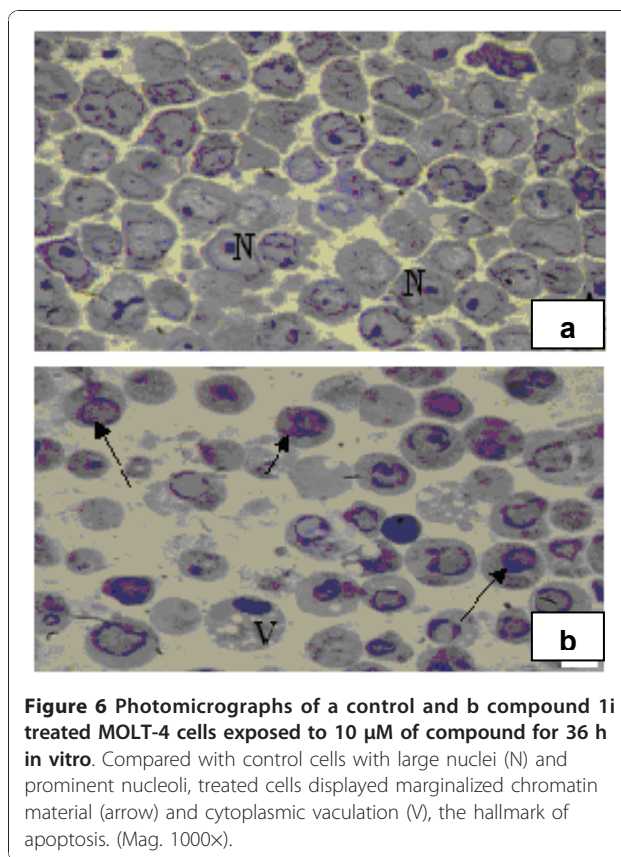 N
N
a
V
b
Figure 6 Photomicrographs of a control and b compound 1i
treated MOLT-4 cells exposed to 10 μM of compound for 36 h
in vitro. Compared with control cells with large nuclei (N) and
prominent nucleoli, treated cells displayed marginalized chromatin
material (arrow) and cytoplasmic vaculation (V), the hallmark of
apoptosis. (Mag. 1000×).